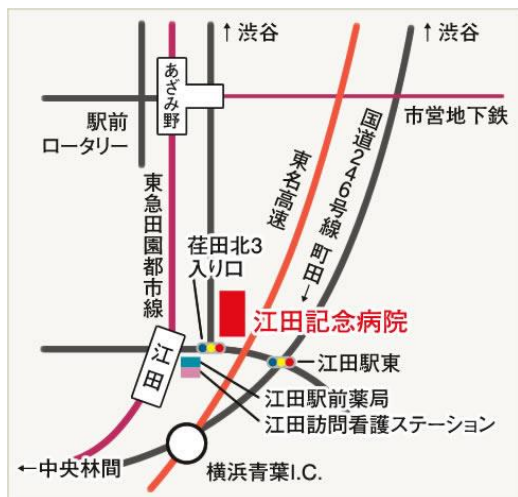 ↑渋谷
↑渋谷
あざみ野
市営地下鉄
駅前
ロータリー
東急田園都市線
東名高速
国道246号線 町田→
荏田北3
入り口
江田記念病院
江田
江田駅東
江田駅前薬局
江田訪問看護ステーション
←中央林間
横浜青葉I.C.